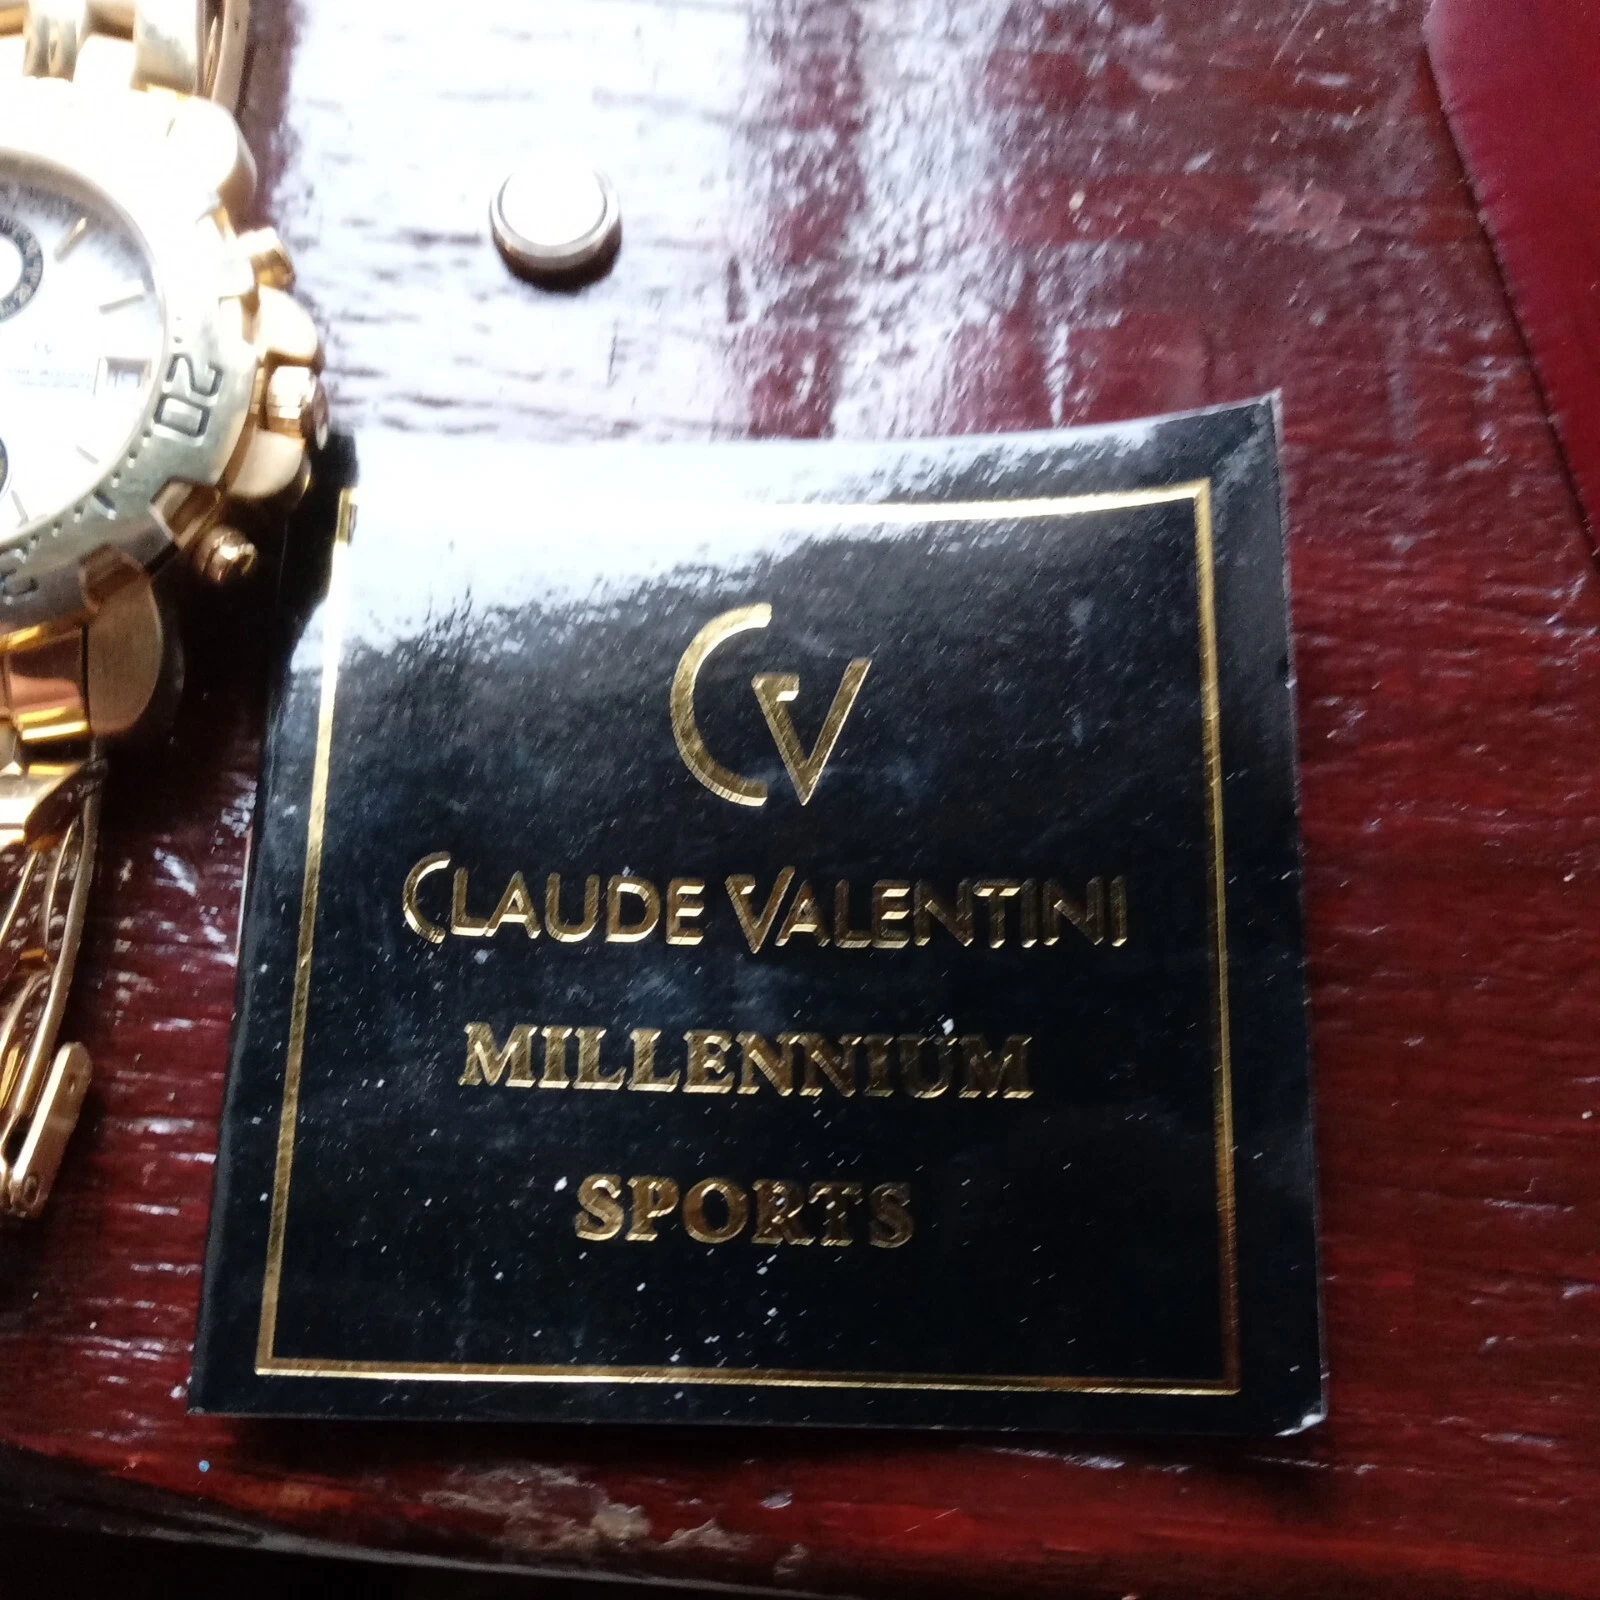 20
CV
CLAUDE VALENTINI
MILLENNIUM
SPORTS